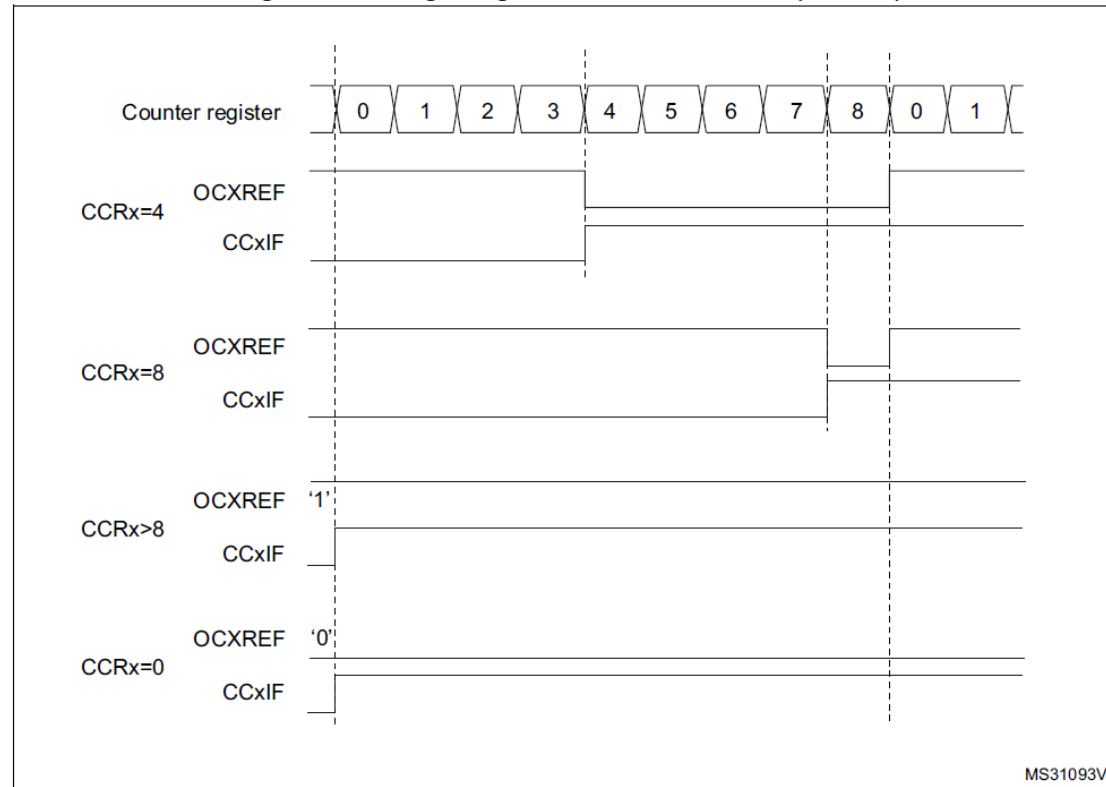 Counter register 0 1 2 3 4 5 6 7 8 0 1
OCXREF
CCRx=4
CCxIF
OCXREF
CCRx=8
CCxIF
OCXREF ‘1’
CCRx>8
CCxIF
OCXREF ‘0’
CCRx=0
CCxIF
MS31093V